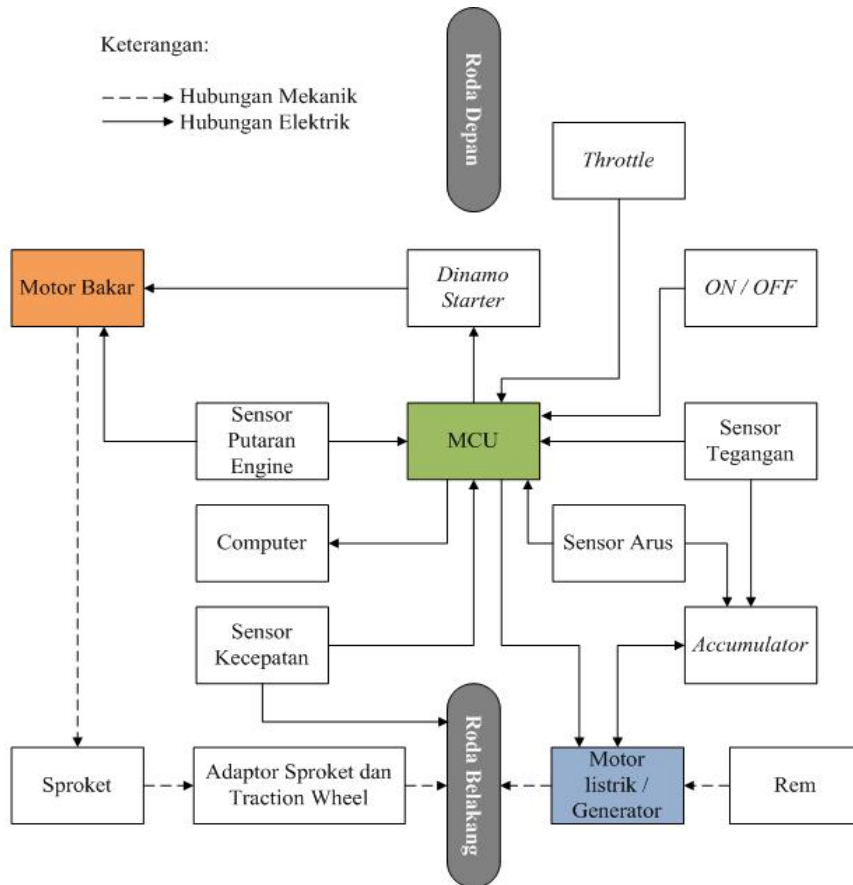 Keterangan:
Hubungan Mekanik
Hubungan Elektrik
Roda Depan
Throttle
Motor Bakar
Dinamo
Starter
ON / OFF
Sensor
Putaran
Engine
MCU
Sensor
Tegangan
Computer
Sensor Arus
Sensor
Kecepatan
Accumulator
Roda Belakang
Sproket
Adaptor Sproket dan
Traction Wheel
Motor
listrik /
Generator
Rem